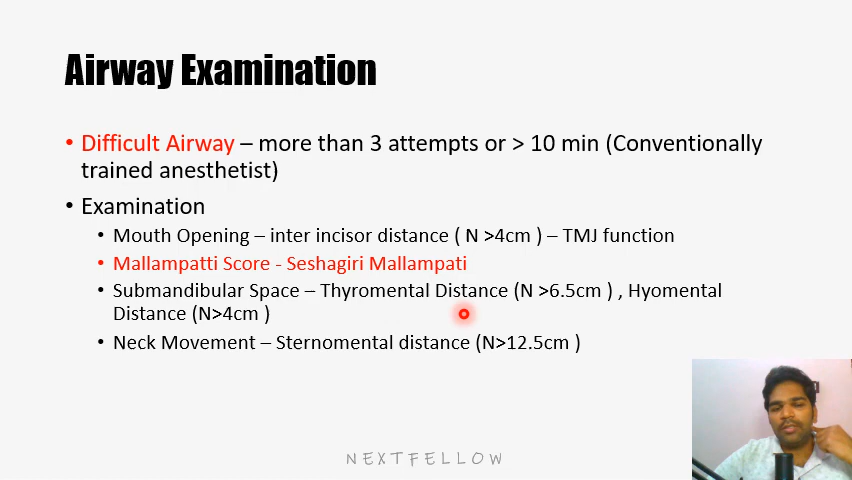 Airway Examination
• Difficult Airway – more than 3 attempts or > 10 min (Conventionally
trained anesthetist)
• Examination
• Mouth Opening – inter incisor distance ( N >4cm ) – TMJ function
• Mallampatti Score - Seshagiri Mallampati
• Submandibular Space – Thyromental Distance (N >6.5cm ) , Hyomental
Distance (N>4cm )
• Neck Movement – Sternomental distance (N>12.5cm )
NEXTFELLOW